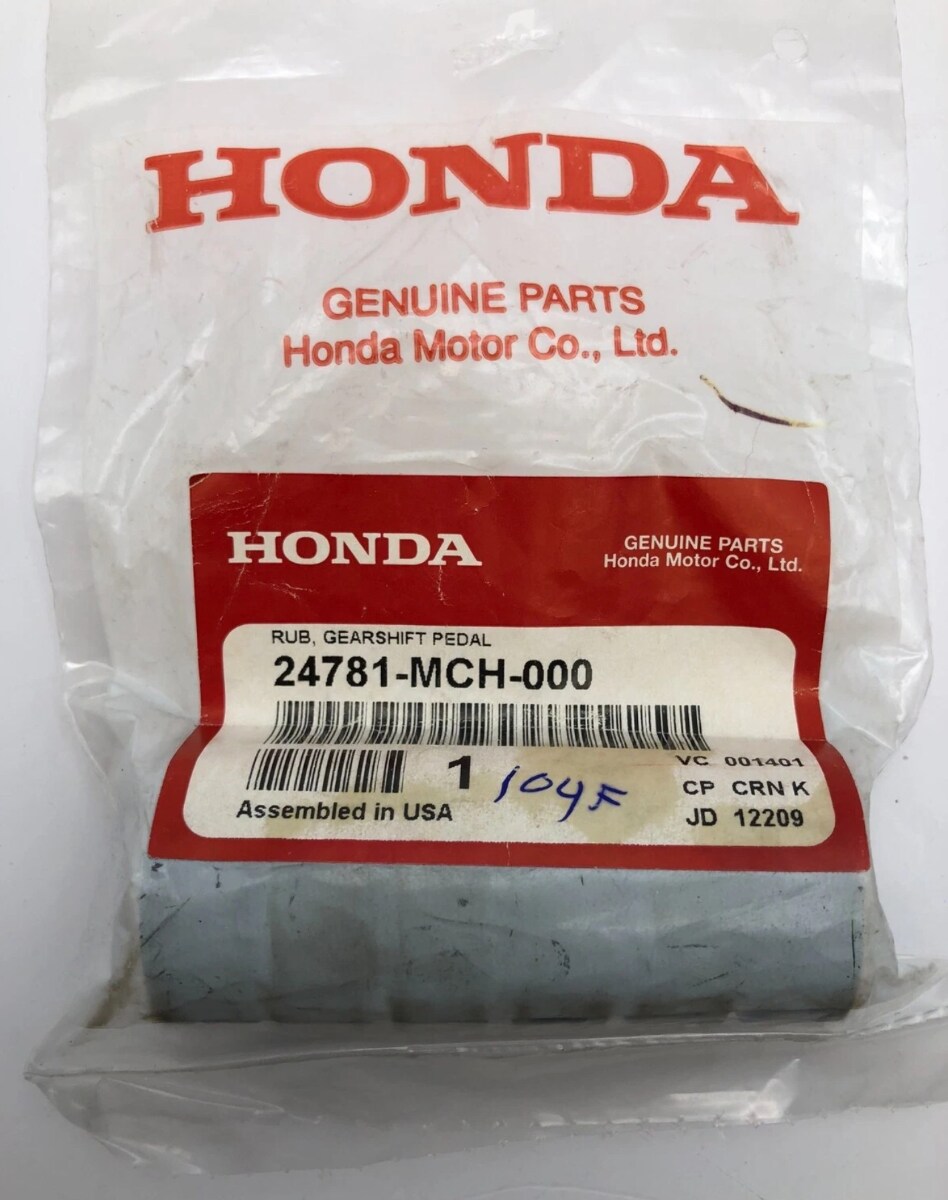 HONDA
GENUINE PARTS
Honda Motor Co., Ltd.
HONDA
GENUINE PARTS
Honda Motor Co., Ltd.
RUB, GEARSHIFT PEDAL
24781-MCH-000
1 104F
VC 001401
CP CRN K
Assembled in USA
JD 12209